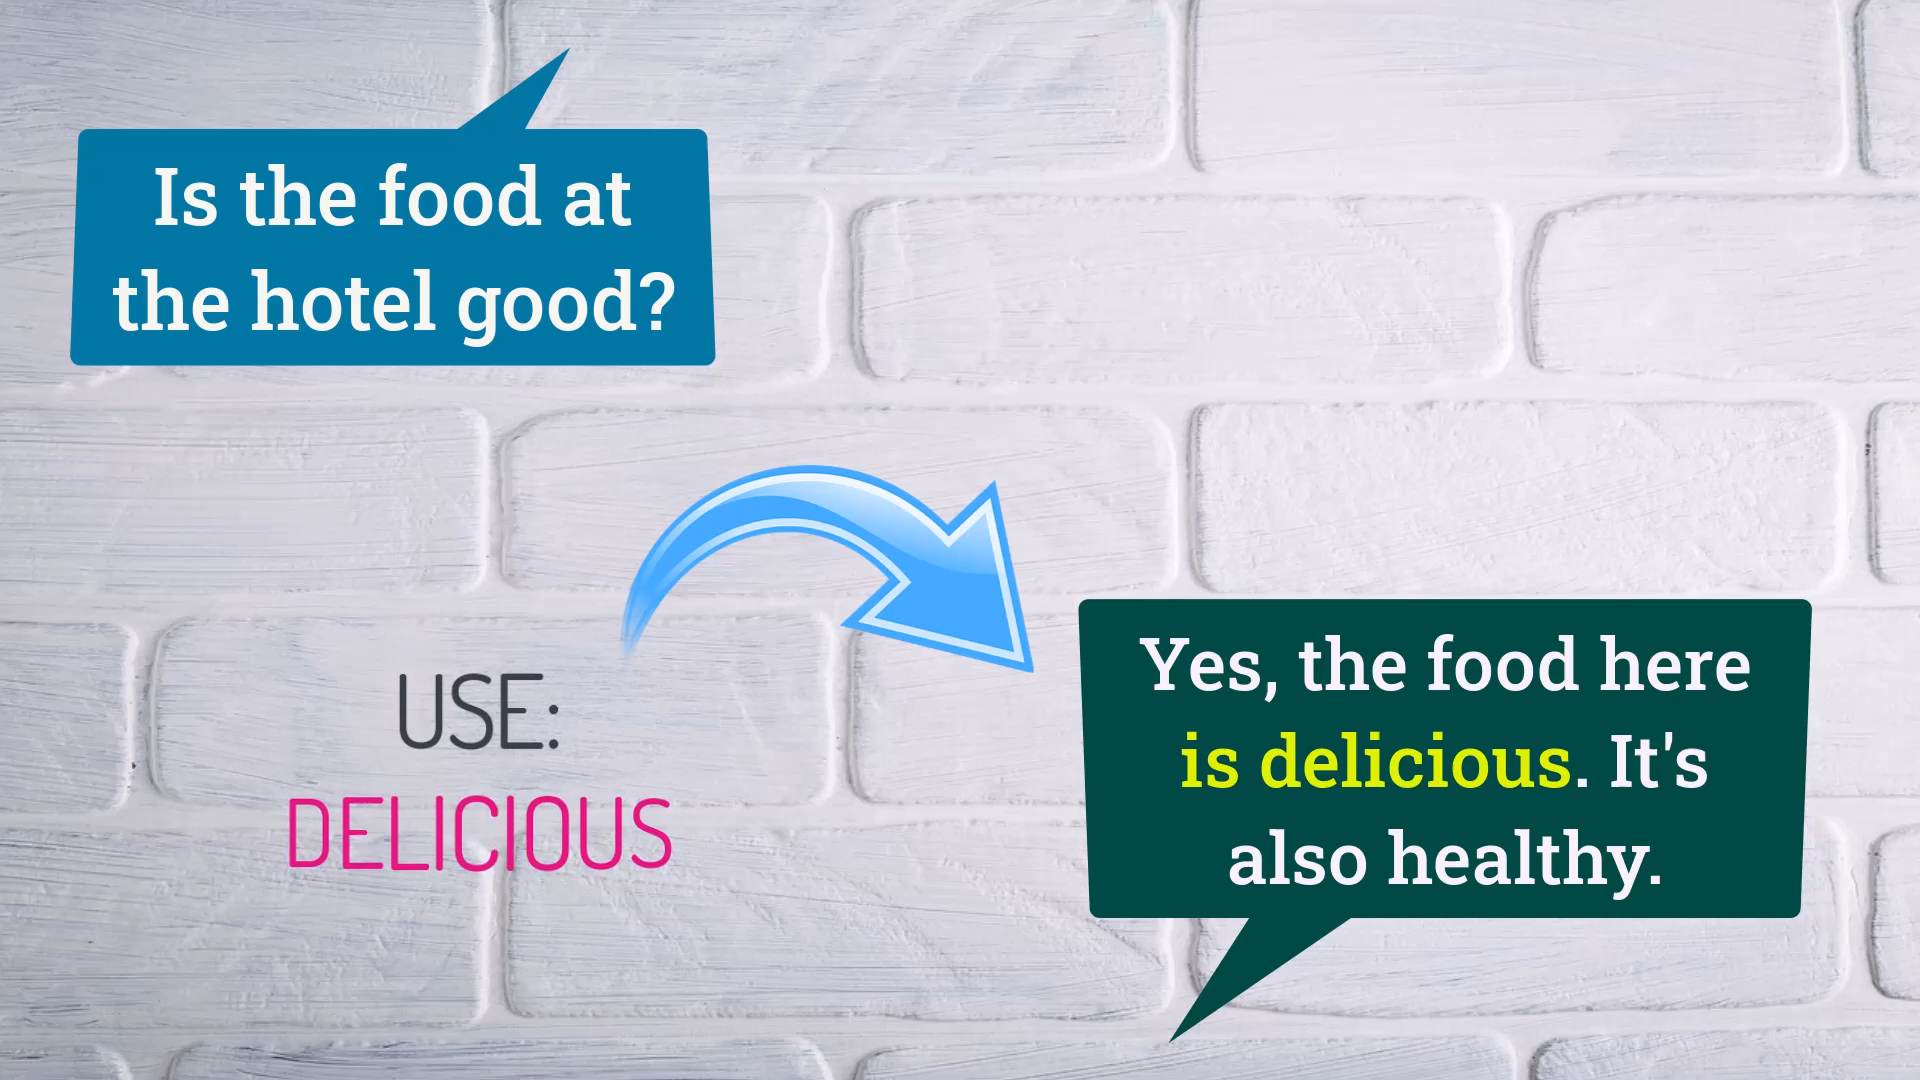 Is the food at
the hotel good?
USE:
DELICIOUS
Yes, the food here
is delicious. It's
also healthy.